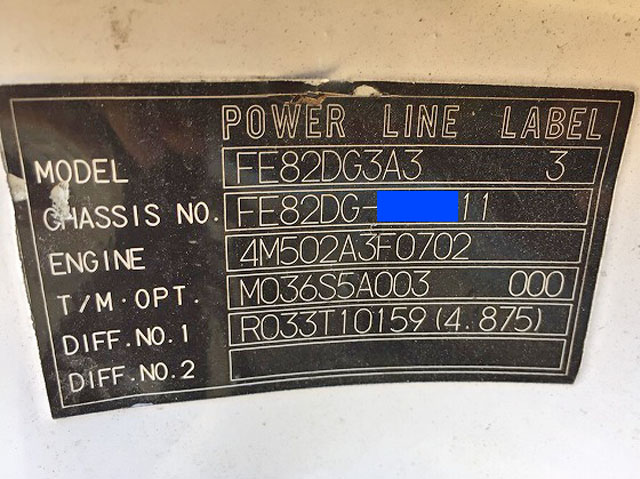 POWER LINE LABEL
MODEL FE82DG3A3 3
CHASSIS NO. FE82DG- 11
ENGINE 4M502A3F0702
T/M·OPT. M036S5A003 000
DIFF.NO.1 R033T10159(4.875)
DIFF.NO.2